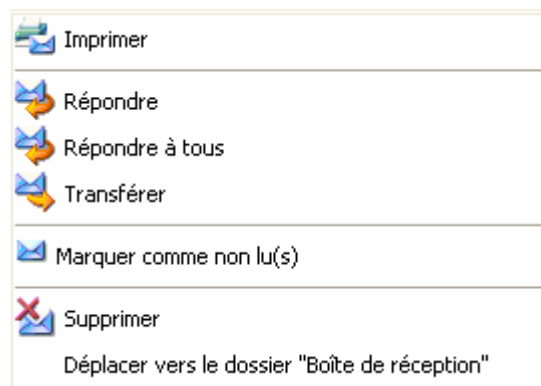 Imprimer
Répondre
Répondre à tous
Transférer
Marquer comme non lu(s)
Supprimer
Déplacer vers le dossier "Boîte de réception"